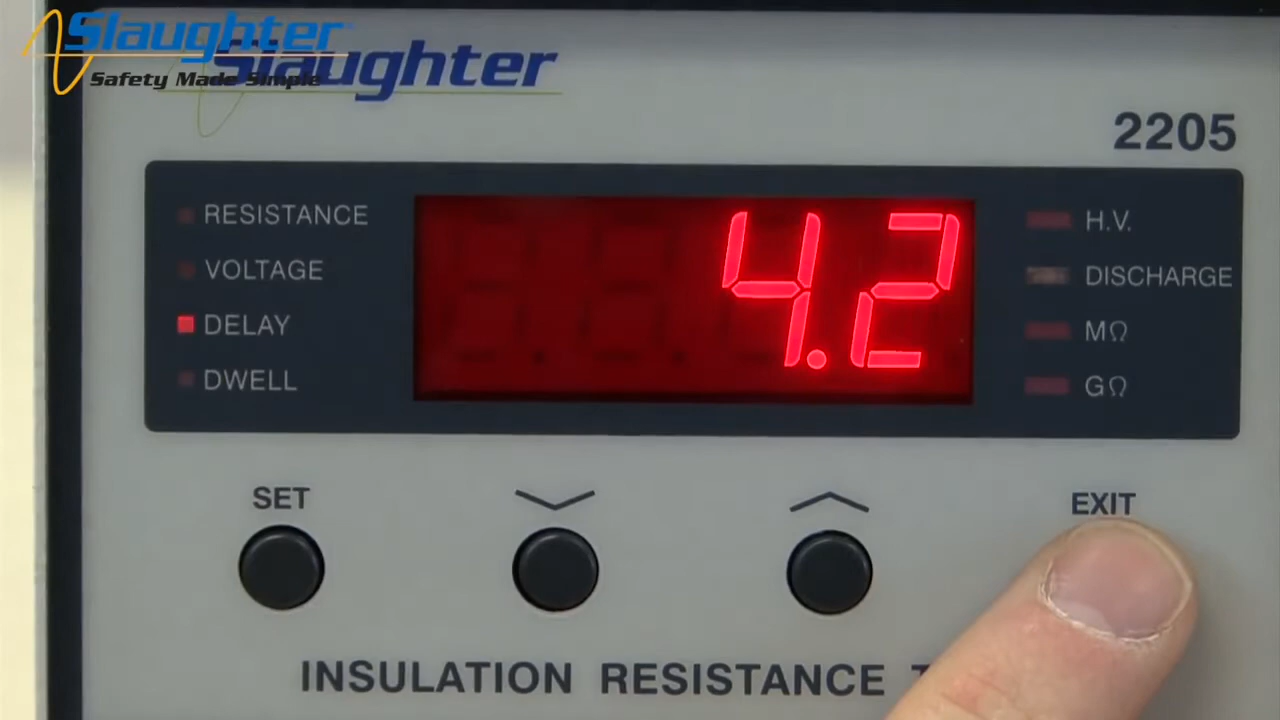 Slaughter
Safety Made Simple
Slaughter
2205
RESISTANCE
VOLTAGE
DELAY
DWELL
4.2
H.V.
DISCHARGE
MΩ
GΩ
SET
EXIT
INSULATION RESISTANCE